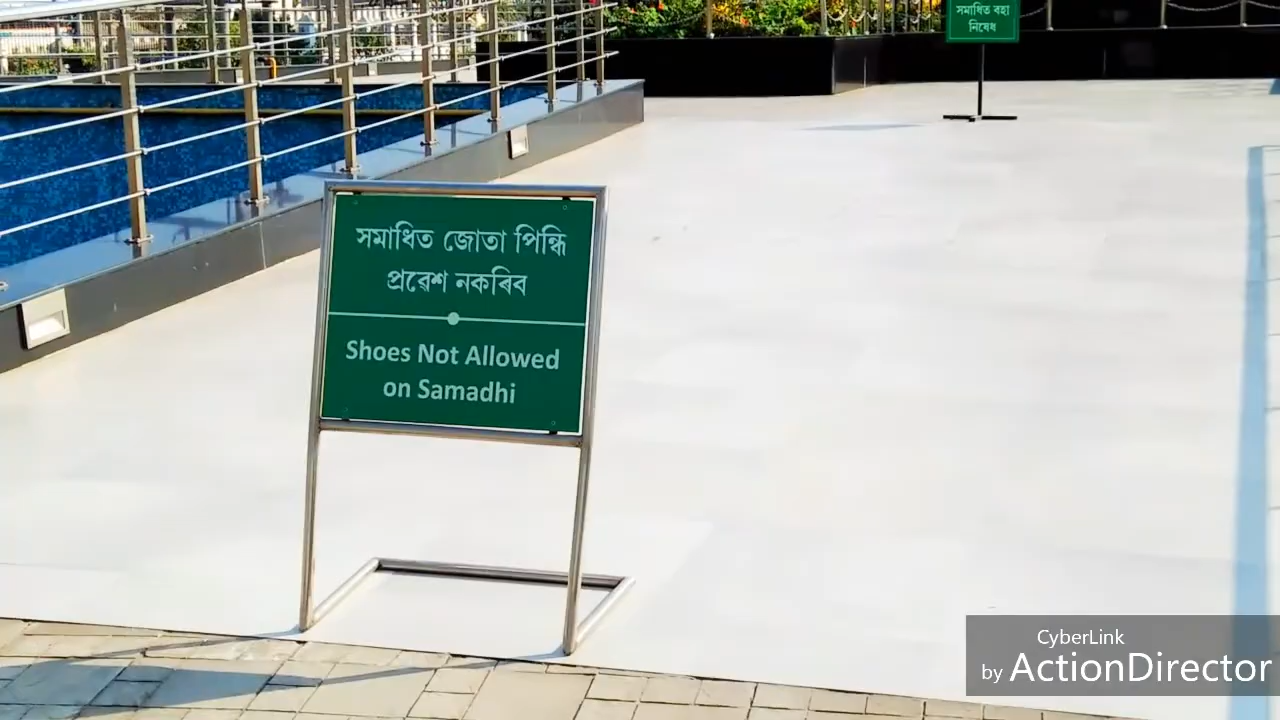 সমাধিত বহা
নিষেধ
সমাধিত জোতা পিন্ধি
প্ৰৱেশ নকৰিব
Shoes Not Allowed
on Samadhi
CyberLink
by ActionDirector